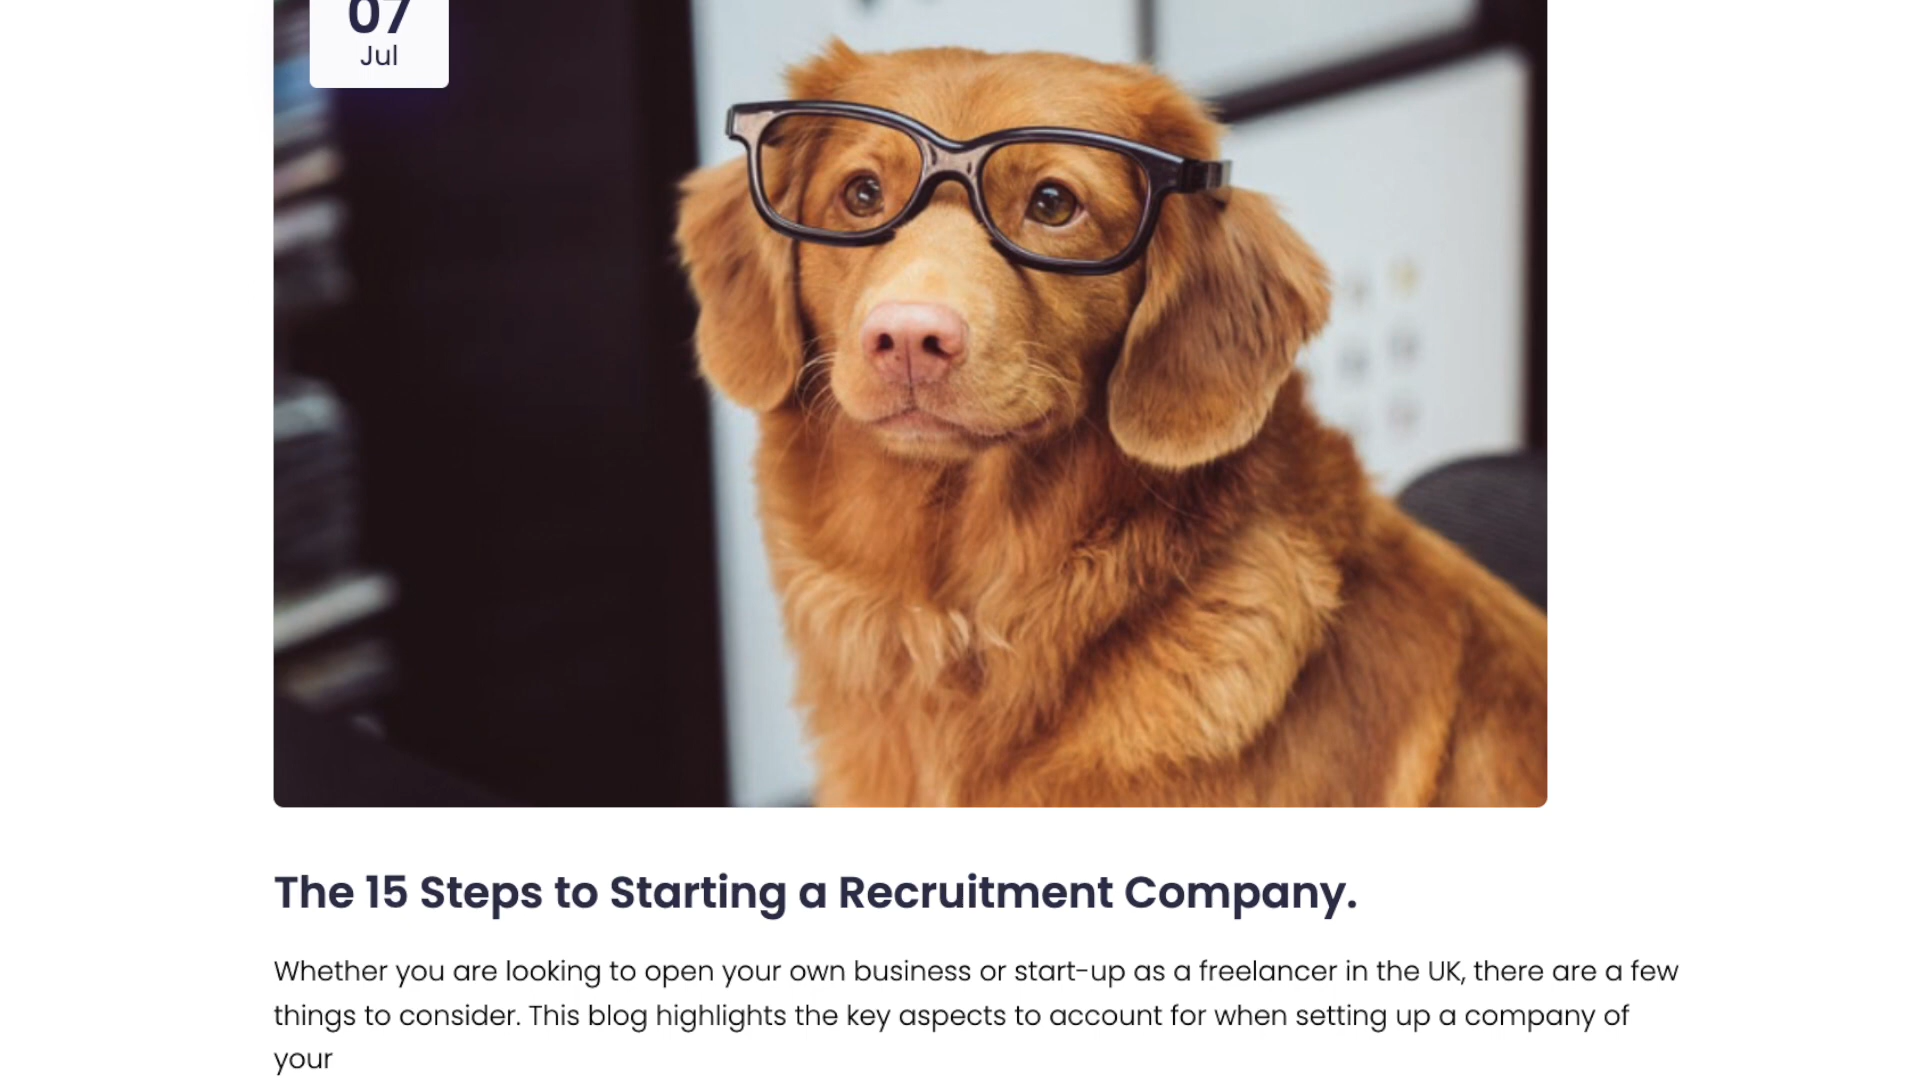 07
Jul
The 15 Steps to Starting a Recruitment Company.
Whether you are looking to open your own business or start-up as a freelancer in the UK, there are a few
things to consider. This blog highlights the key aspects to account for when setting up a company of
your